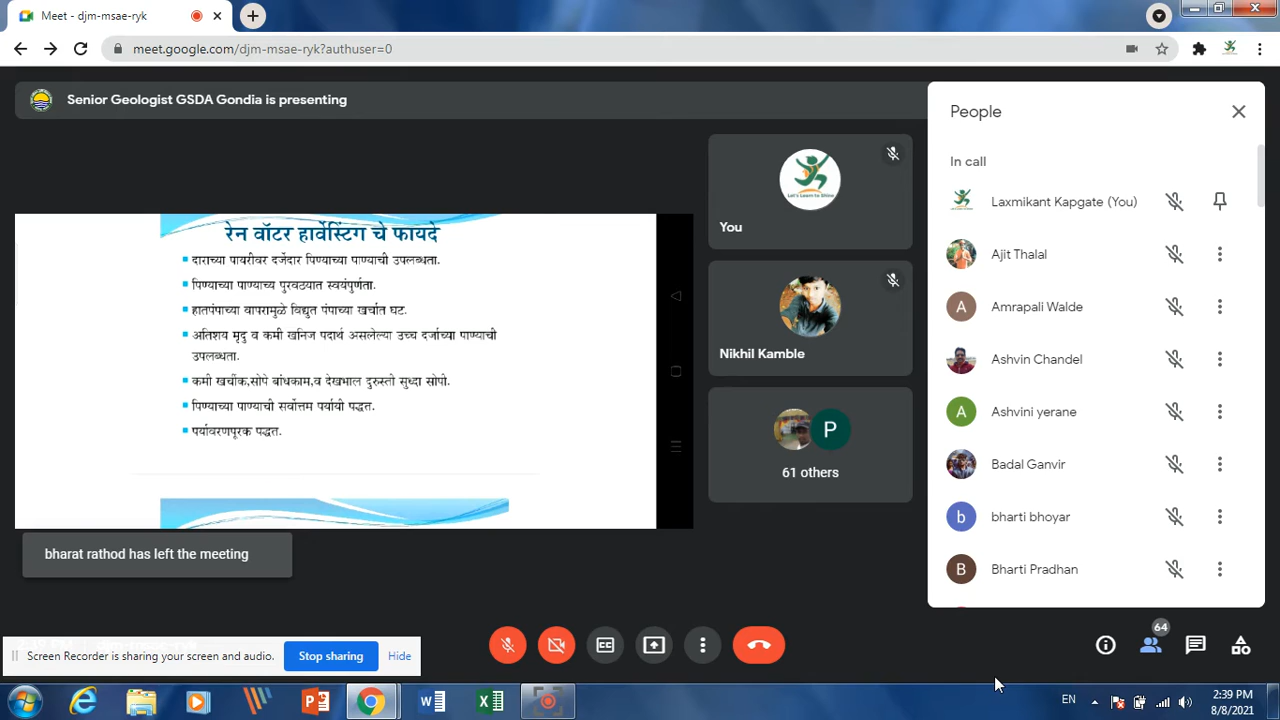 Meet - djm-msae-ryk
meet.google.com/djm-msae-ryk?authuser=0
Senior Geologist GSDA Gondia is presenting
रेन वॉटर हार्वेस्टिंग चे फायदे
दाराच्या पायरीवर दर्जेदार पिण्याच्या पाण्याची उपलब्धता.
पिण्याच्या पाण्याच्य पुरवठयात स्वयंपुर्णता.
हातपंपाच्या वापरामुळे विद्युत पंपाच्या खर्चात घट.
अतिशय मृदु व कमी खनिज पदार्थ असलेल्या उच्च दर्जाच्या पाण्याची
उपलब्धता.
कमी खर्चीक,सोपे बांधकाम,व देखभाल दुरुस्ती सुध्दा सोपी.
पिण्याच्या पाण्याची सर्वोत्तम पर्यायी पद्धत.
पर्यावरणपूरक पद्धत.
You
Nikhil Kamble
P
61 others
People
In call
Laxmikant Kapgate (You)
Ajit Thalal
A
Amrapali Walde
Ashvin Chandel
A
Ashvini yerane
Badal Ganvir
b
bharti bhoyar
B
Bharti Pradhan
bharat rathod has left the meeting
Screen Recorder is sharing your screen and audio.
Stop sharing
Hide
64
EN
2:39 PM
8/8/2021